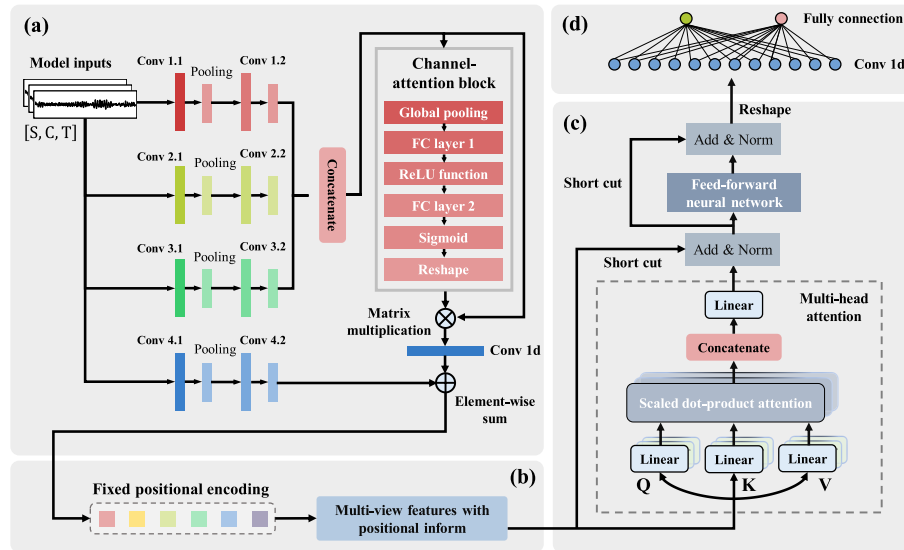 (a)
Model inputs
[S, C, T]
Conv 1.1
Pooling
Conv 1.2
Conv 2.1
Pooling
Conv 2.2
Conv 3.1
Pooling
Conv 3.2
Conv 4.1
Pooling
Conv 4.2
Concatenate
Channel-
attention block
Global pooling
FC layer 1
ReLU function
FC layer 2
Sigmoid
Reshape
Matrix
multiplication
Conv 1d
Element-wise
sum
(b)
Fixed positional encoding
Multi-view features with
positional inform
(c)
Reshape
Add & Norm
Short cut
Feed-forward
neural network
Add & Norm
Short cut
Multi-head
attention
Linear
Concatenate
Scaled dot-product attention
Linear
Linear
Linear
Q
K
V
(d)
Fully connection
Conv 1d